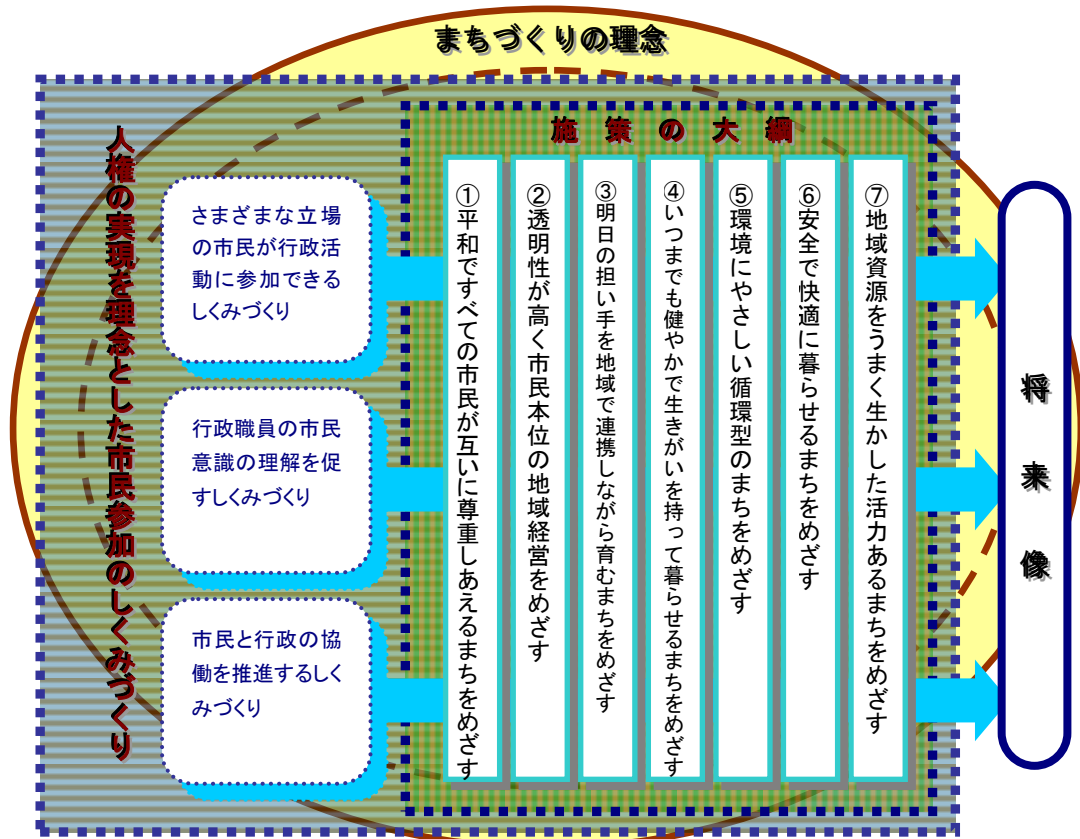 まちづくりの理念
人権の実現を理念とした市民参加のしくみづくり
さまざまな立場
の市民が行政活
動に参加できる
しくみづくり
行政職員の市民
意識の理解を促
すしくみづくり
市民と行政の協
働を推進するしく
みづくり
施策の大綱
①平和ですべての市民が互いに尊重しあえるまちをめざす
②透明性が高く市民本位の地域経営をめざす
③明日の担い手を地域で連携しながら育むまちをめざす
④いつまでも健やかで生きがいを持って暮らせるまちをめざす
⑤環境にやさしい循環型のまちをめざす
⑥安全で快適に暮らせるまちをめざす
⑦地域資源をうまく生かした活力あるまちをめざす
将来像